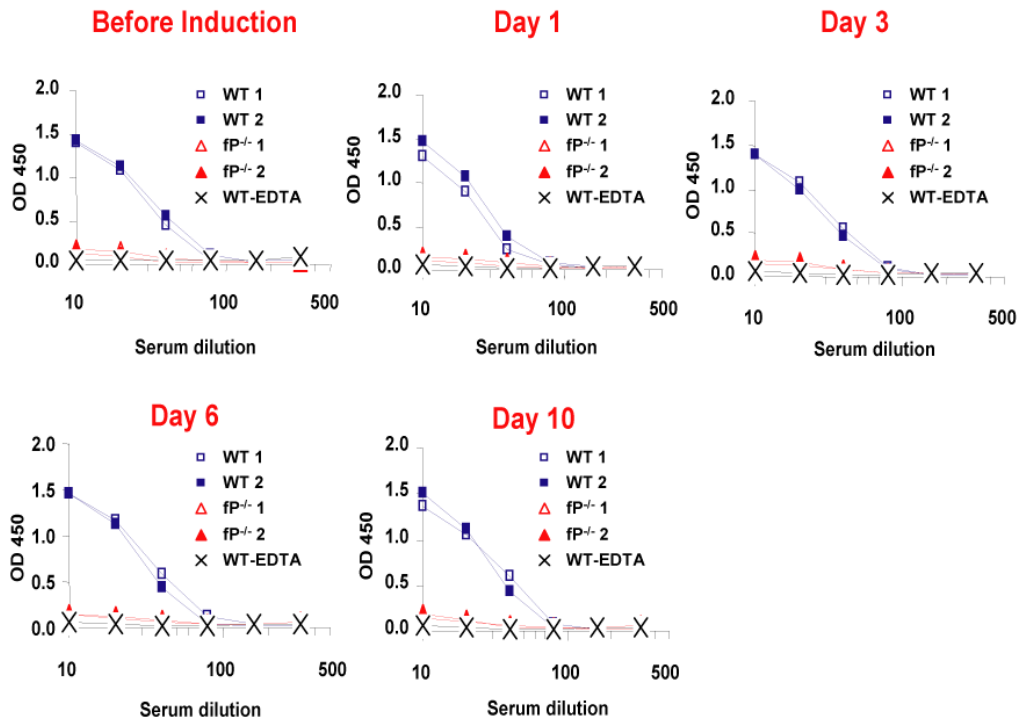 Before Induction
Day 1
Day 3
OD 450
2.0
1.5
1.0
0.5
0.0
10
100
500
Serum dilution
WT 1
WT 2
fP-/- 1
fP-/- 2
WT-EDTA
OD 450
2.0
1.5
1.0
0.5
0.0
10
100
500
Serum dilution
WT 1
WT 2
fP-/- 1
fP-/- 2
WT-EDTA
OD 450
2.0
1.5
1.0
0.5
0.0
10
100
500
Serum dilution
WT 1
WT 2
fP-/- 1
fP-/- 2
WT-EDTA
Day 6
Day 10
OD 450
2.0
1.5
1.0
0.5
0.0
10
100
500
Serum dilution
WT 1
WT 2
fP-/- 1
fP-/- 2
WT-EDTA
OD 450
2.0
1.5
1.0
0.5
0.0
10
100
500
Serum dilution
WT 1
WT 2
fP-/- 1
fP-/- 2
WT-EDTA